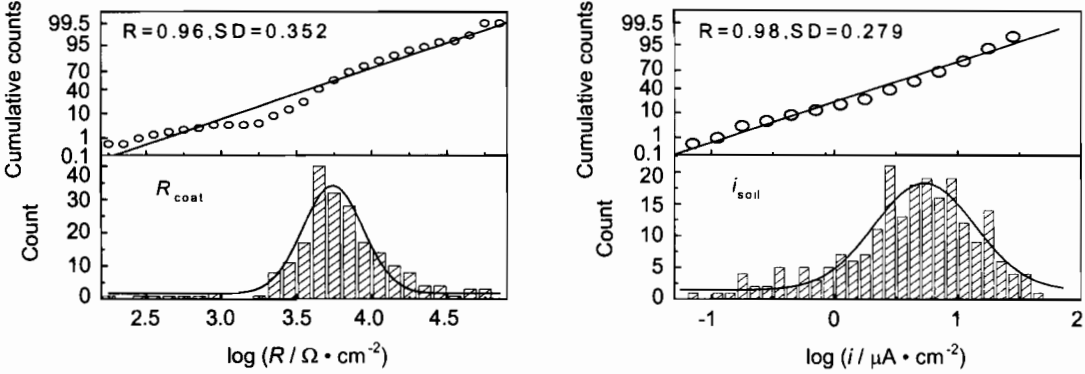 Cumulative counts
99.5
95
70
40
10
1
0.1
R=0.96,SD=0.352
Count
40
30
20
10
0
R coat
2.5 3.0 3.5 4.0 4.5
log (R / Ω • cm-2)
Cumulative counts
99.5
95
70
40
10
1
0.1
R=0.98,SD=0.279
Count
20
15
10
5
0
i soil
-1 0 1 2
log (i / μA • cm-2)